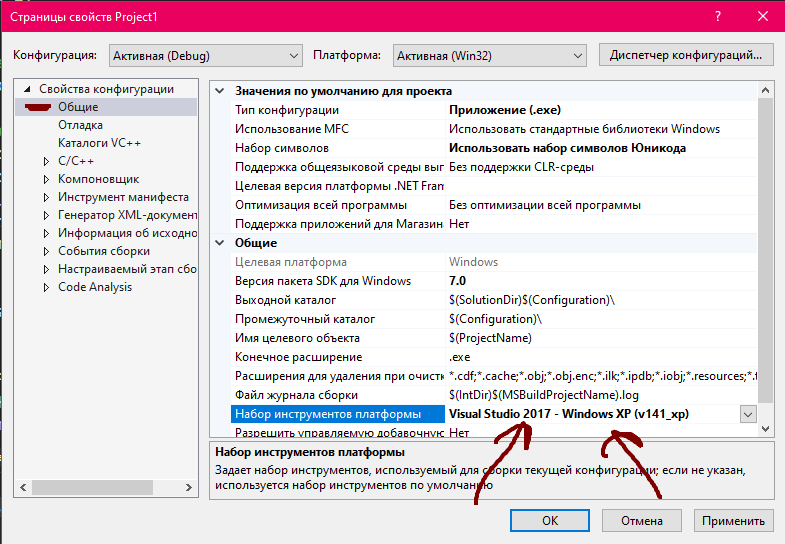 Страницы свойств Project1
Конфигурация: Активная (Debug) Платформа: Активная (Win32) Диспетчер конфигураций...
Свойства конфигурации
Общие
Отладка
Каталоги VC++
C/C++
Компоновщик
Инструмент манифеста
Генератор XML-документ
Информация об исходно
События сборки
Настраиваемый этап сбо
Code Analysis
Значения по умолчанию для проекта
Тип конфигурации Приложение (.exe)
Использование MFC Использовать стандартные библиотеки Windows
Набор символов Использовать набор символов Юникода
Поддержка общеязыковой среды вып Без поддержки CLR-среды
Целевая версия платформы .NET Fram
Оптимизация всей программы Без оптимизации всей программы
Поддержка приложений для Магазина Нет
Общие
Целевая платформа Windows
Версия пакета SDK для Windows 7.0
Выходной каталог $(SolutionDir)$(Configuration)\
Промежуточный каталог $(Configuration)\
Имя целевого объекта $(ProjectName)
Конечное расширение .exe
Расширения для удаления при очистк *.cdf;*.cache;*.obj;*.obj.enc;*.ilk;*.ipdb;*.iobj;*.resources;*.t
Файл журнала сборки $(IntDir)$(MSBuildProjectName).log
Набор инструментов платформы Visual Studio 2017 - Windows XP (v141_xp)
Разрешить управляемую добавочную Нет
Набор инструментов платформы
Задает набор инструментов, используемый для сборки текущей конфигурации; если не указан,
используется набор инструментов по умолчанию
ОК Отмена Применить